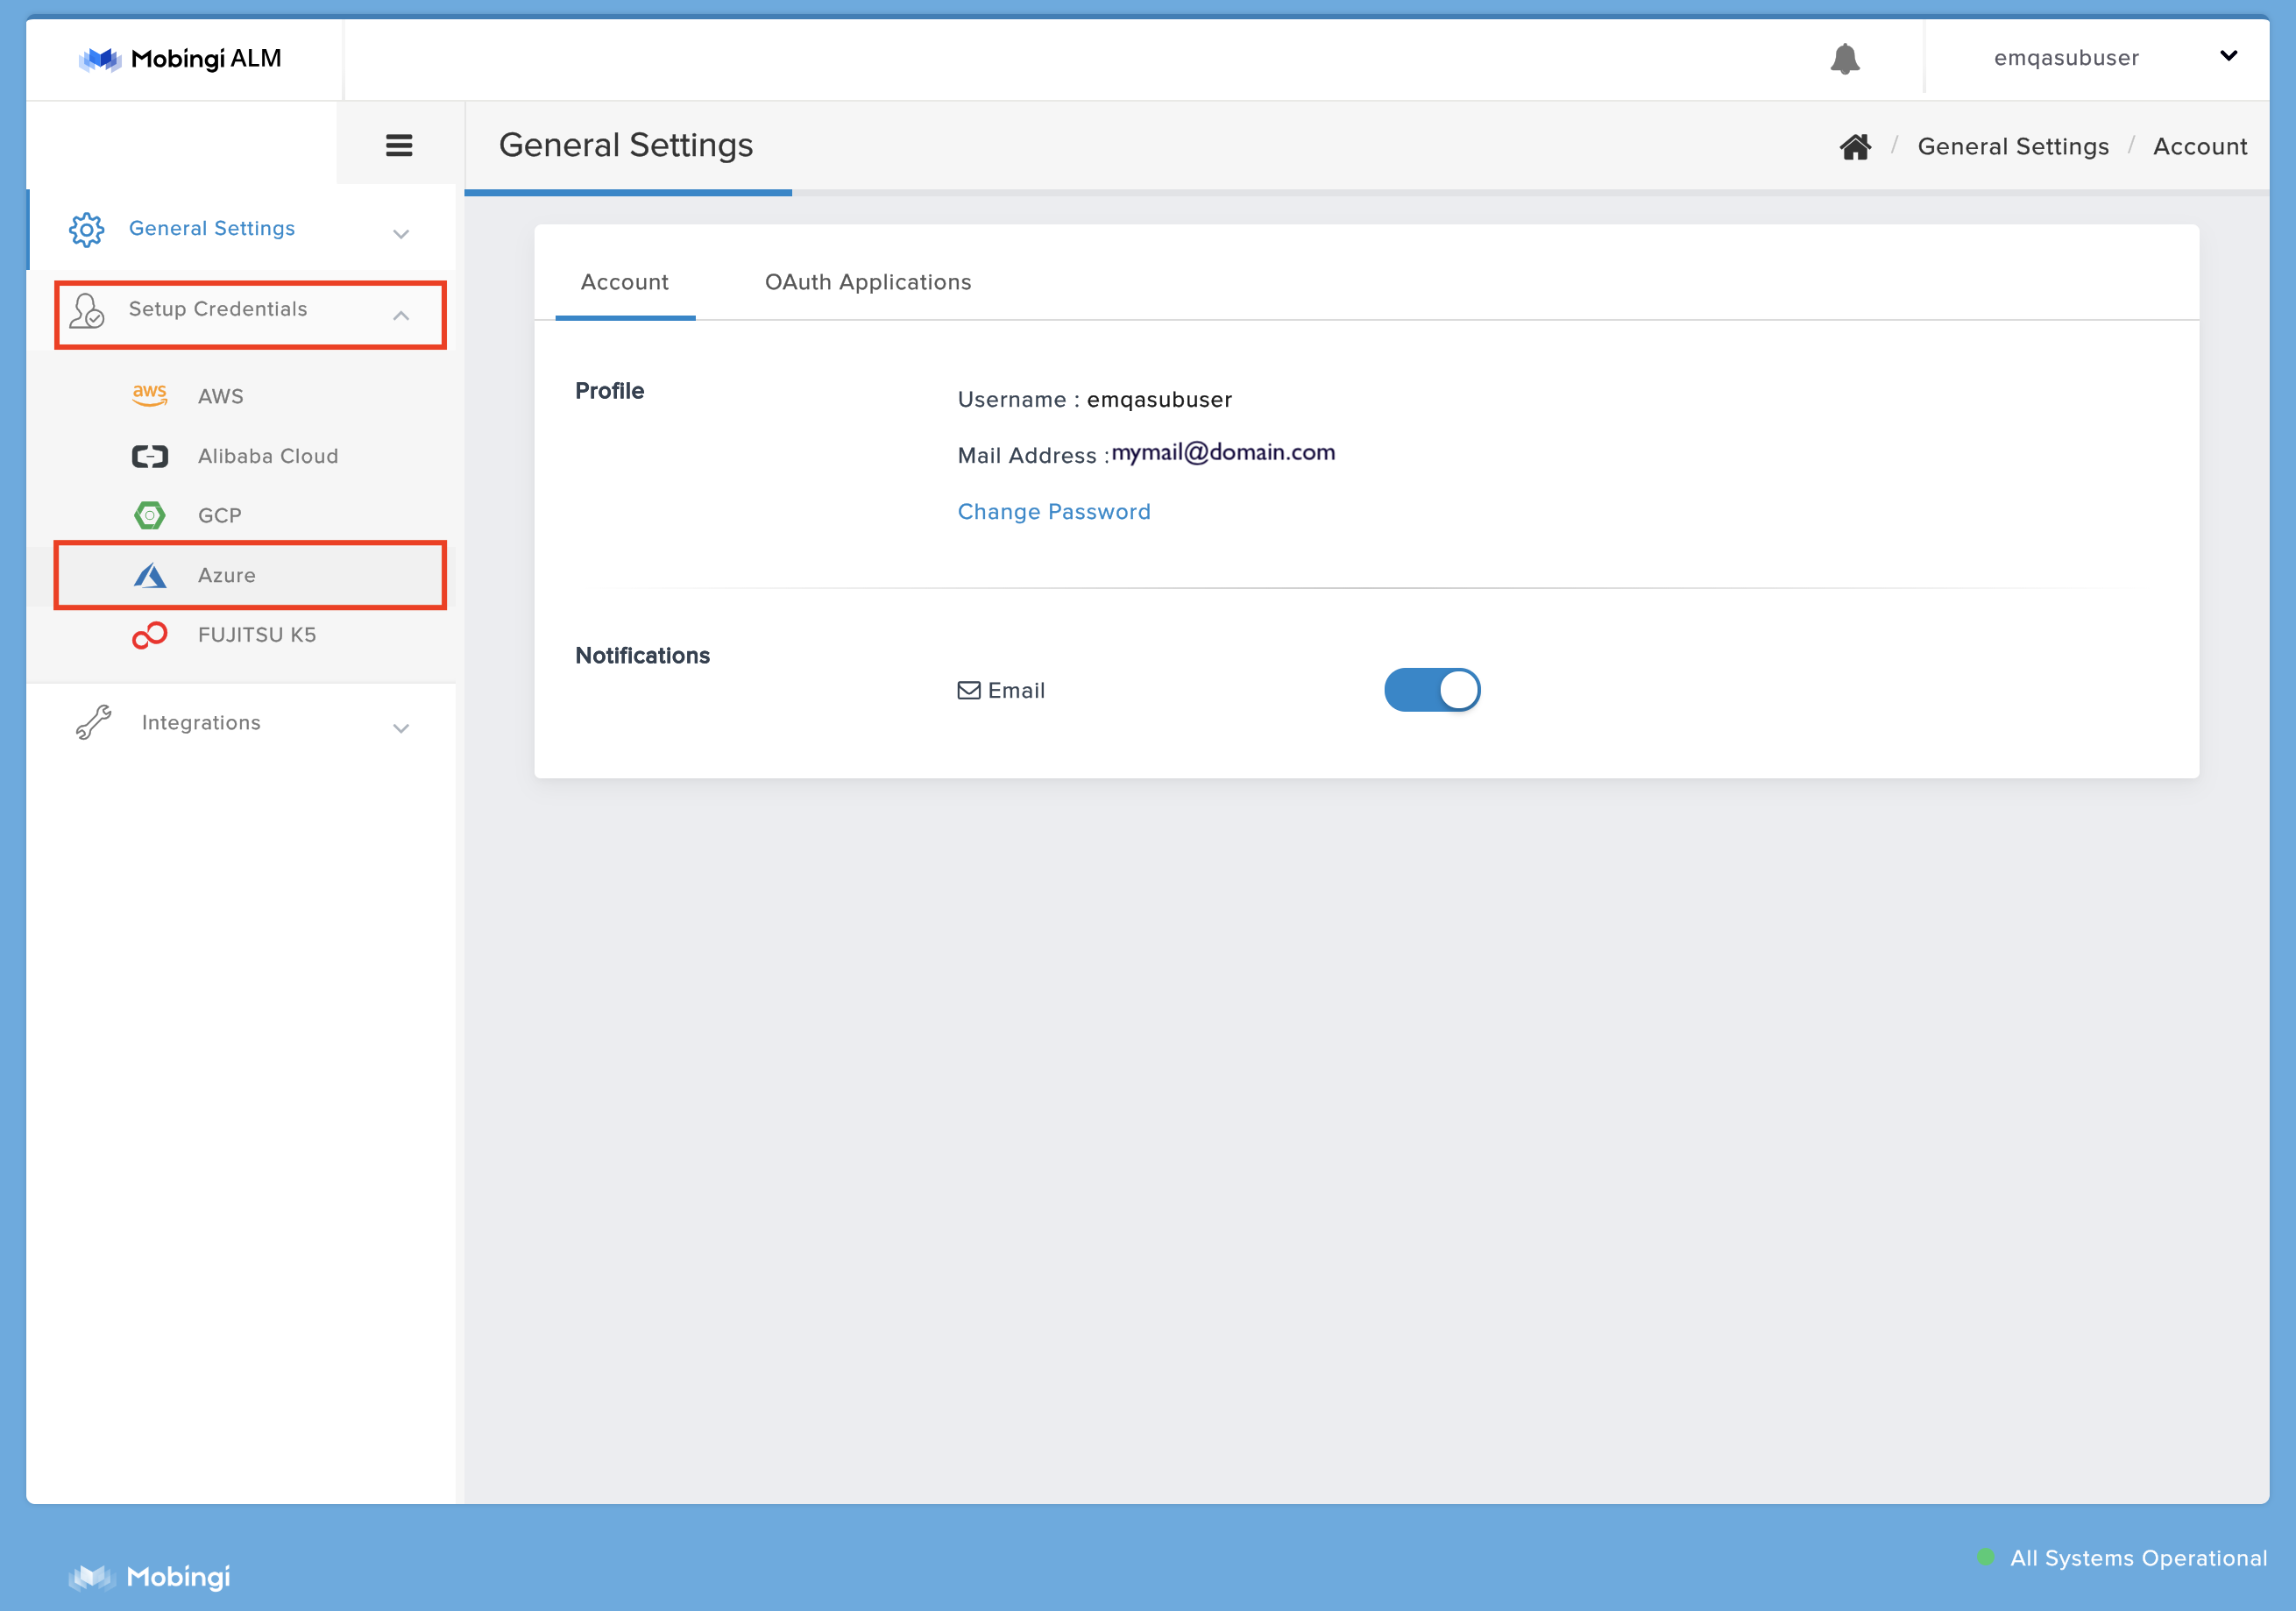 Mobingi ALM
emqasubuser
General Settings
/ General Settings / Account
General Settings
Setup Credentials
aws AWS
Alibaba Cloud
GCP
Azure
FUJITSU K5
Integrations
Account OAuth Applications
Profile
Username : emqasubuser
Mail Address : mymail@domain.com
Change Password
Notifications
Email
Mobingi
All Systems Operational